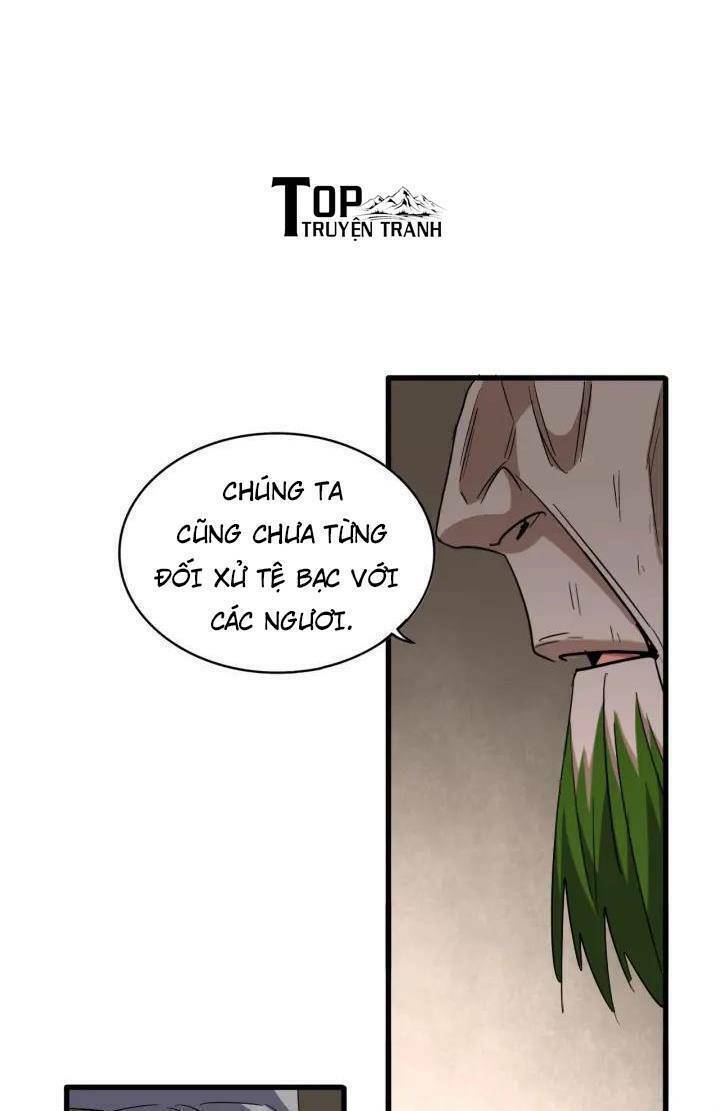 TOP
TRUYỆN TRANH
CHÚNG TA
CŨNG CHƯA TỪNG
ĐỐI XỬ TỆ BẠC VỚI
CÁC NGƯƠI.